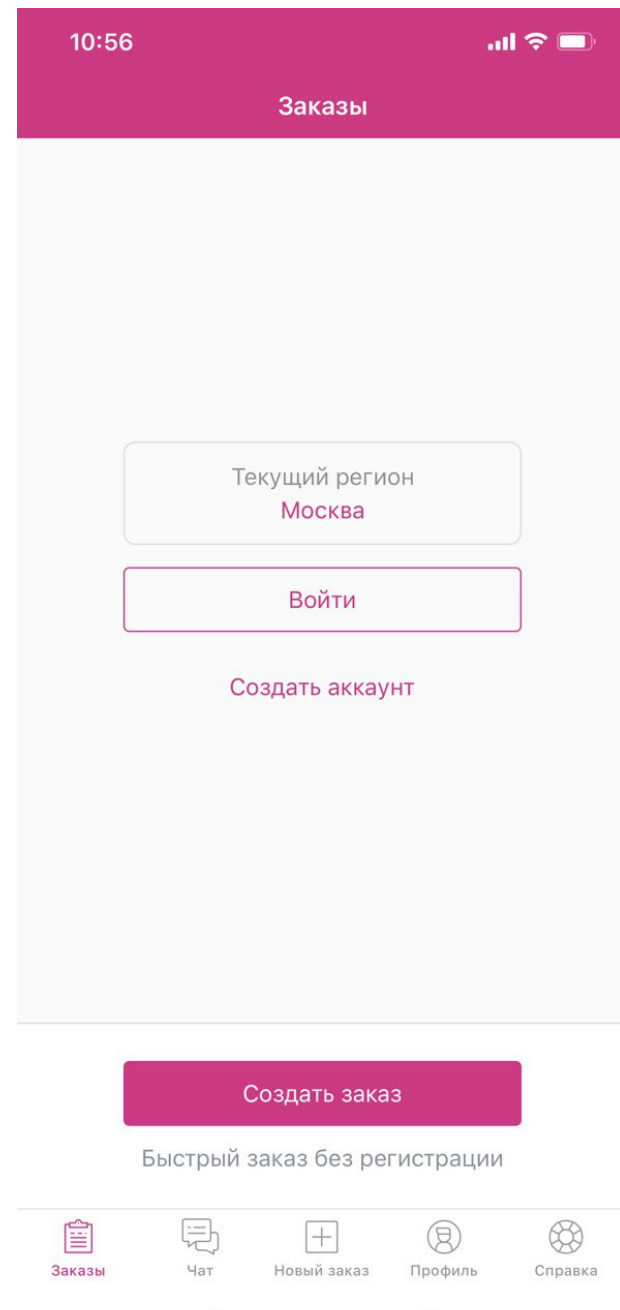 10:56
Заказы
Текущий регион
Москва
Войти
Создать аккаунт
Создать заказ
Быстрый заказ без регистрации
Заказы
Чат
Новый заказ
Профиль
Справка